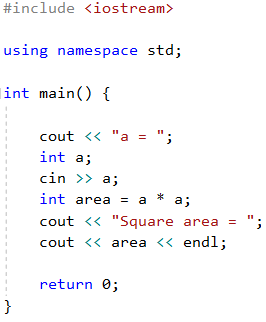 #include <iostream>
using namespace std;
int main() {
cout << "a = ";
int a;
cin >> a;
int area = a * a;
cout << "Square area = ";
cout << area << endl;
return 0;
}